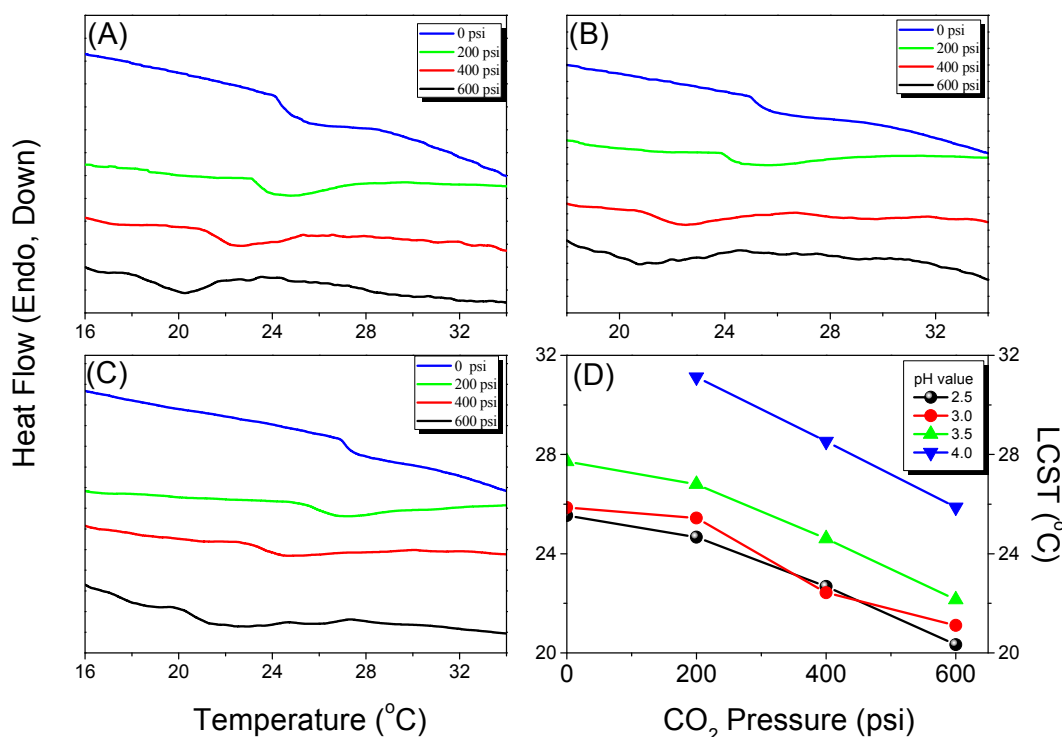 (A)
0 psi
200 psi
400 psi
600 psi
(B)
0 psi
200 psi
400 psi
600 psi
Heat Flow (Endo, Down)
16 20 24 28 32
20 24 28 32
(C)
0 psi
200 psi
400 psi
600 psi
(D)
pH value
2.5
3.0
3.5
4.0
32
28
24
20
32
28
24
20
LCST (°C)
16 20 24 28 32
0 200 400 600
Temperature (°C)
CO₂ Pressure (psi)